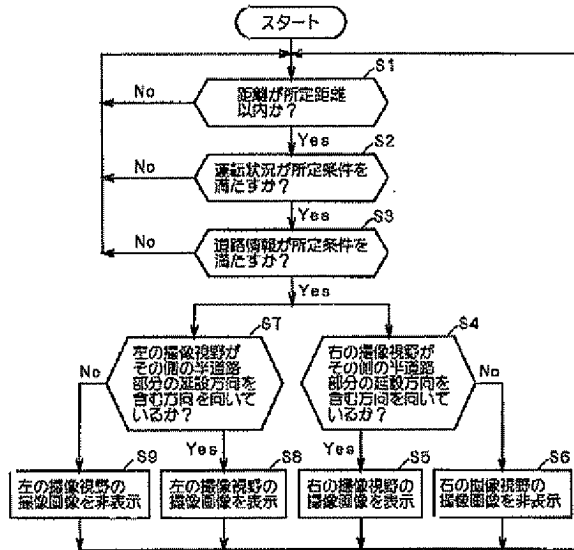 スタート
S1
距離が所定距離
以内か?
No
Yes
S2
運転状況が所定条件を
満たすか?
No
Yes
S3
道路情報が所定条件を
満たすか?
No
Yes
S7
左の撮像視野が
その側の半道路
部分の延設方向を
含む方向を向いて
いるか?
No
Yes
S4
右の撮像視野が
その側の半道路
部分の延設方向を
含む方向を向いて
いるか?
No
Yes
S9
左の撮像視野の
撮像画像を非表示
S8
左の撮像視野の
撮像画像を表示
S5
右の撮像視野の
撮像画像を表示
S6
右の撮像視野の
撮像画像を非表示